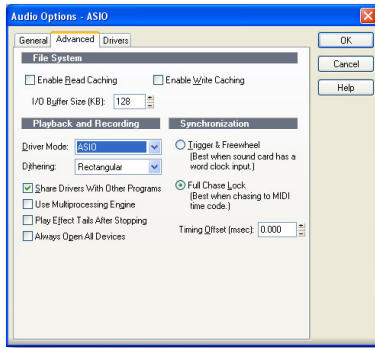 Audio Options - ASIO
General Advanced Drivers
OK
Cancel
Help
File System
Enable Read Caching Enable Write Caching
I/O Buffer Size (KB): 128
Playback and Recording Synchronization
Driver Mode: ASIO
Dithering: Rectangular
Share Drivers With Other Programs
Use Multiprocessing Engine
Play Effect Tails After Stopping
Always Open All Devices
Trigger & Freewheel
(Best when sound card has a
word clock input.)
Full Chase Lock
(Best when chasing to MIDI
time code.)
Timing Offset (msec): 0.000